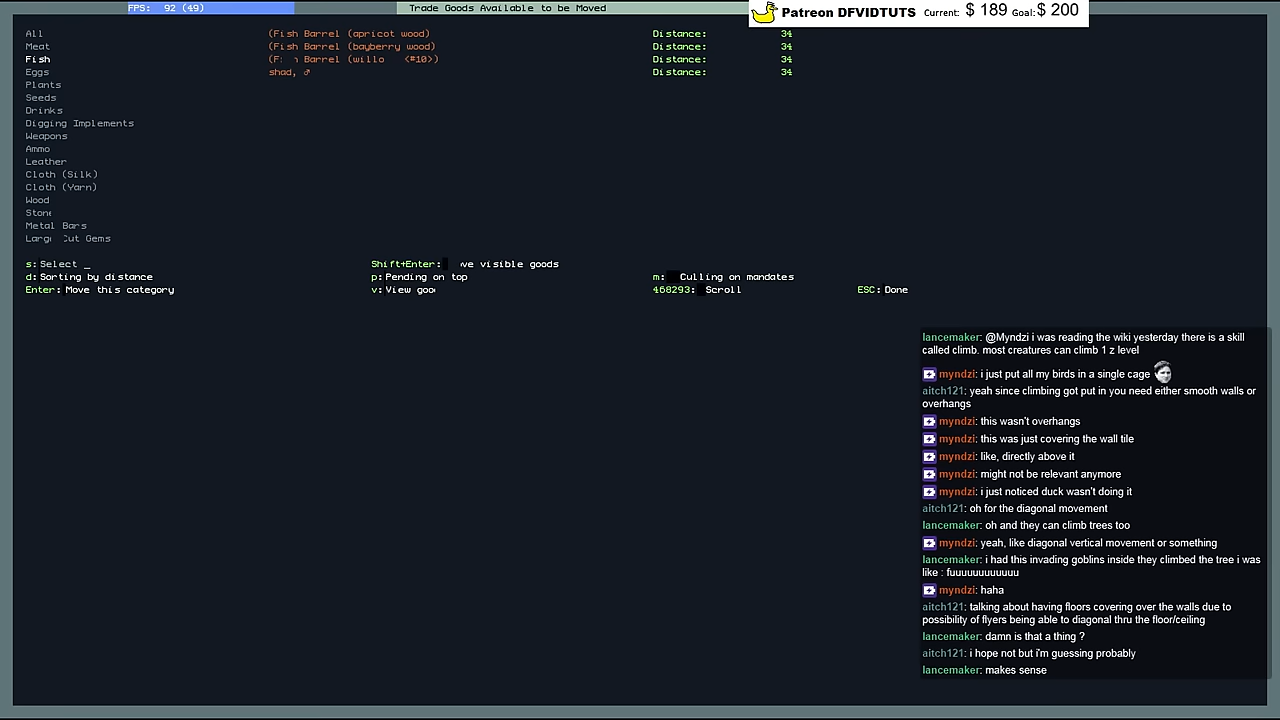 FPS: 92 (49)
Trade Goods Available to be Moved
Patreon DFVIDTUTS Current: $ 189 Goal: $ 200
All (Fish Barrel (apricot wood) Distance: 34
Meat (Fish Barrel (bayberry wood) Distance: 34
Fish Barrel (willo <#10>) Distance: 34
Eggs shad, ♂ Distance: 34
Plants
Seeds
Drinks
Digging Implements
Weapons
Ammo
Leather
Cloth (Silk)
Cloth (Yarn)
Wood
Stone
Metal Bars
Cut Gems
s: Select _ Shift+Enter: visible goods
d: Sorting by distance p: Pending on top m: Culling on mandates
Enter: Move this category v: View 468293: Scroll ESC: Done
lancemaker: @Myndzi i was reading the wiki yesterday there is a skill
called climb. most creatures can climb 1 z level
myndzi: i just put all my birds in a single cage
aitch121: yeah since climbing got put in you need either smooth walls or
overhangs
myndzi: this wasn't overhangs
myndzi: this was just covering the wall tile
myndzi: like, directly above it
myndzi: might not be relevant anymore
myndzi: i just noticed duck wasn't doing it
aitch121: oh for the diagonal movement
lancemaker: oh and they can climb trees too
myndzi: yeah, like diagonal vertical movement or something
lancemaker: i had this invading goblins inside they climbed the tree i was
like : fuuuuuuuuuuuu
myndzi: haha
aitch121: talking about having floors covering over the walls due to
possibility of flyers being able to diagonal thru the floor/ceiling
lancemaker: damn is that a thing ?
aitch121: i hope not but i'm guessing probably
lancemaker: makes sense